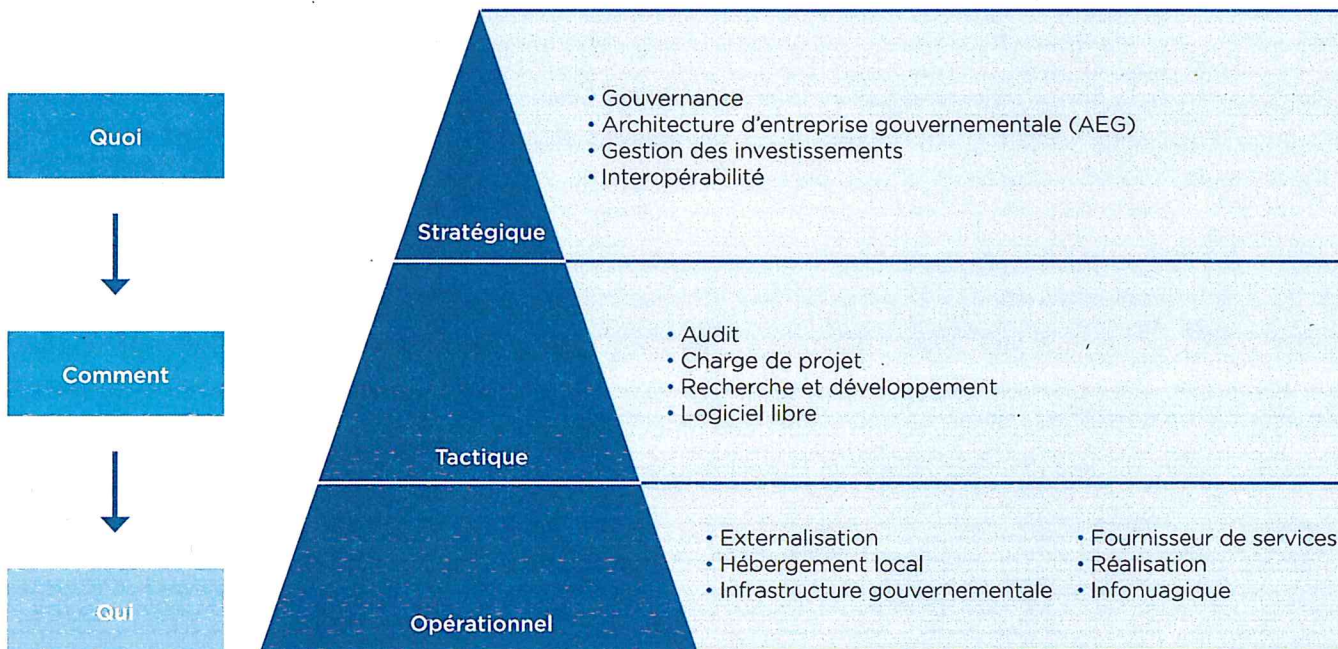 Quoi
• Gouvernance
• Architecture d'entreprise gouvernementale (AEG)
• Gestion des investissements
• Interopérabilité
Stratégique
Comment
• Audit
• Charge de projet
• Recherche et développement
• Logiciel libre
Tactique
Qui
• Externalisation
• Hébergement local
• Infrastructure gouvernementale
• Fournisseur de services
• Réalisation
• Infonuagique
Opérationnel